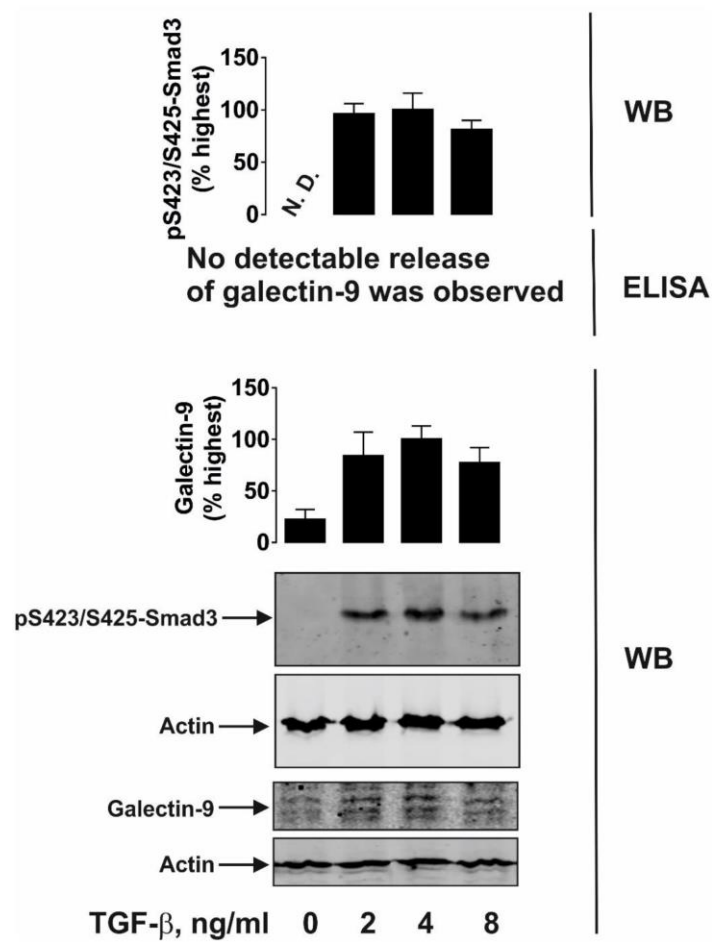 pS423/S425-Smad3
(% highest)
150
100
50
0
N. D.
WB
No detectable release
of galectin-9 was observed
ELISA
Galectin-9
(% highest)
150
100
50
0
pS423/S425-Smad3
Actin
WB
Galectin-9
Actin
TGF-β, ng/ml 0 2 4 8